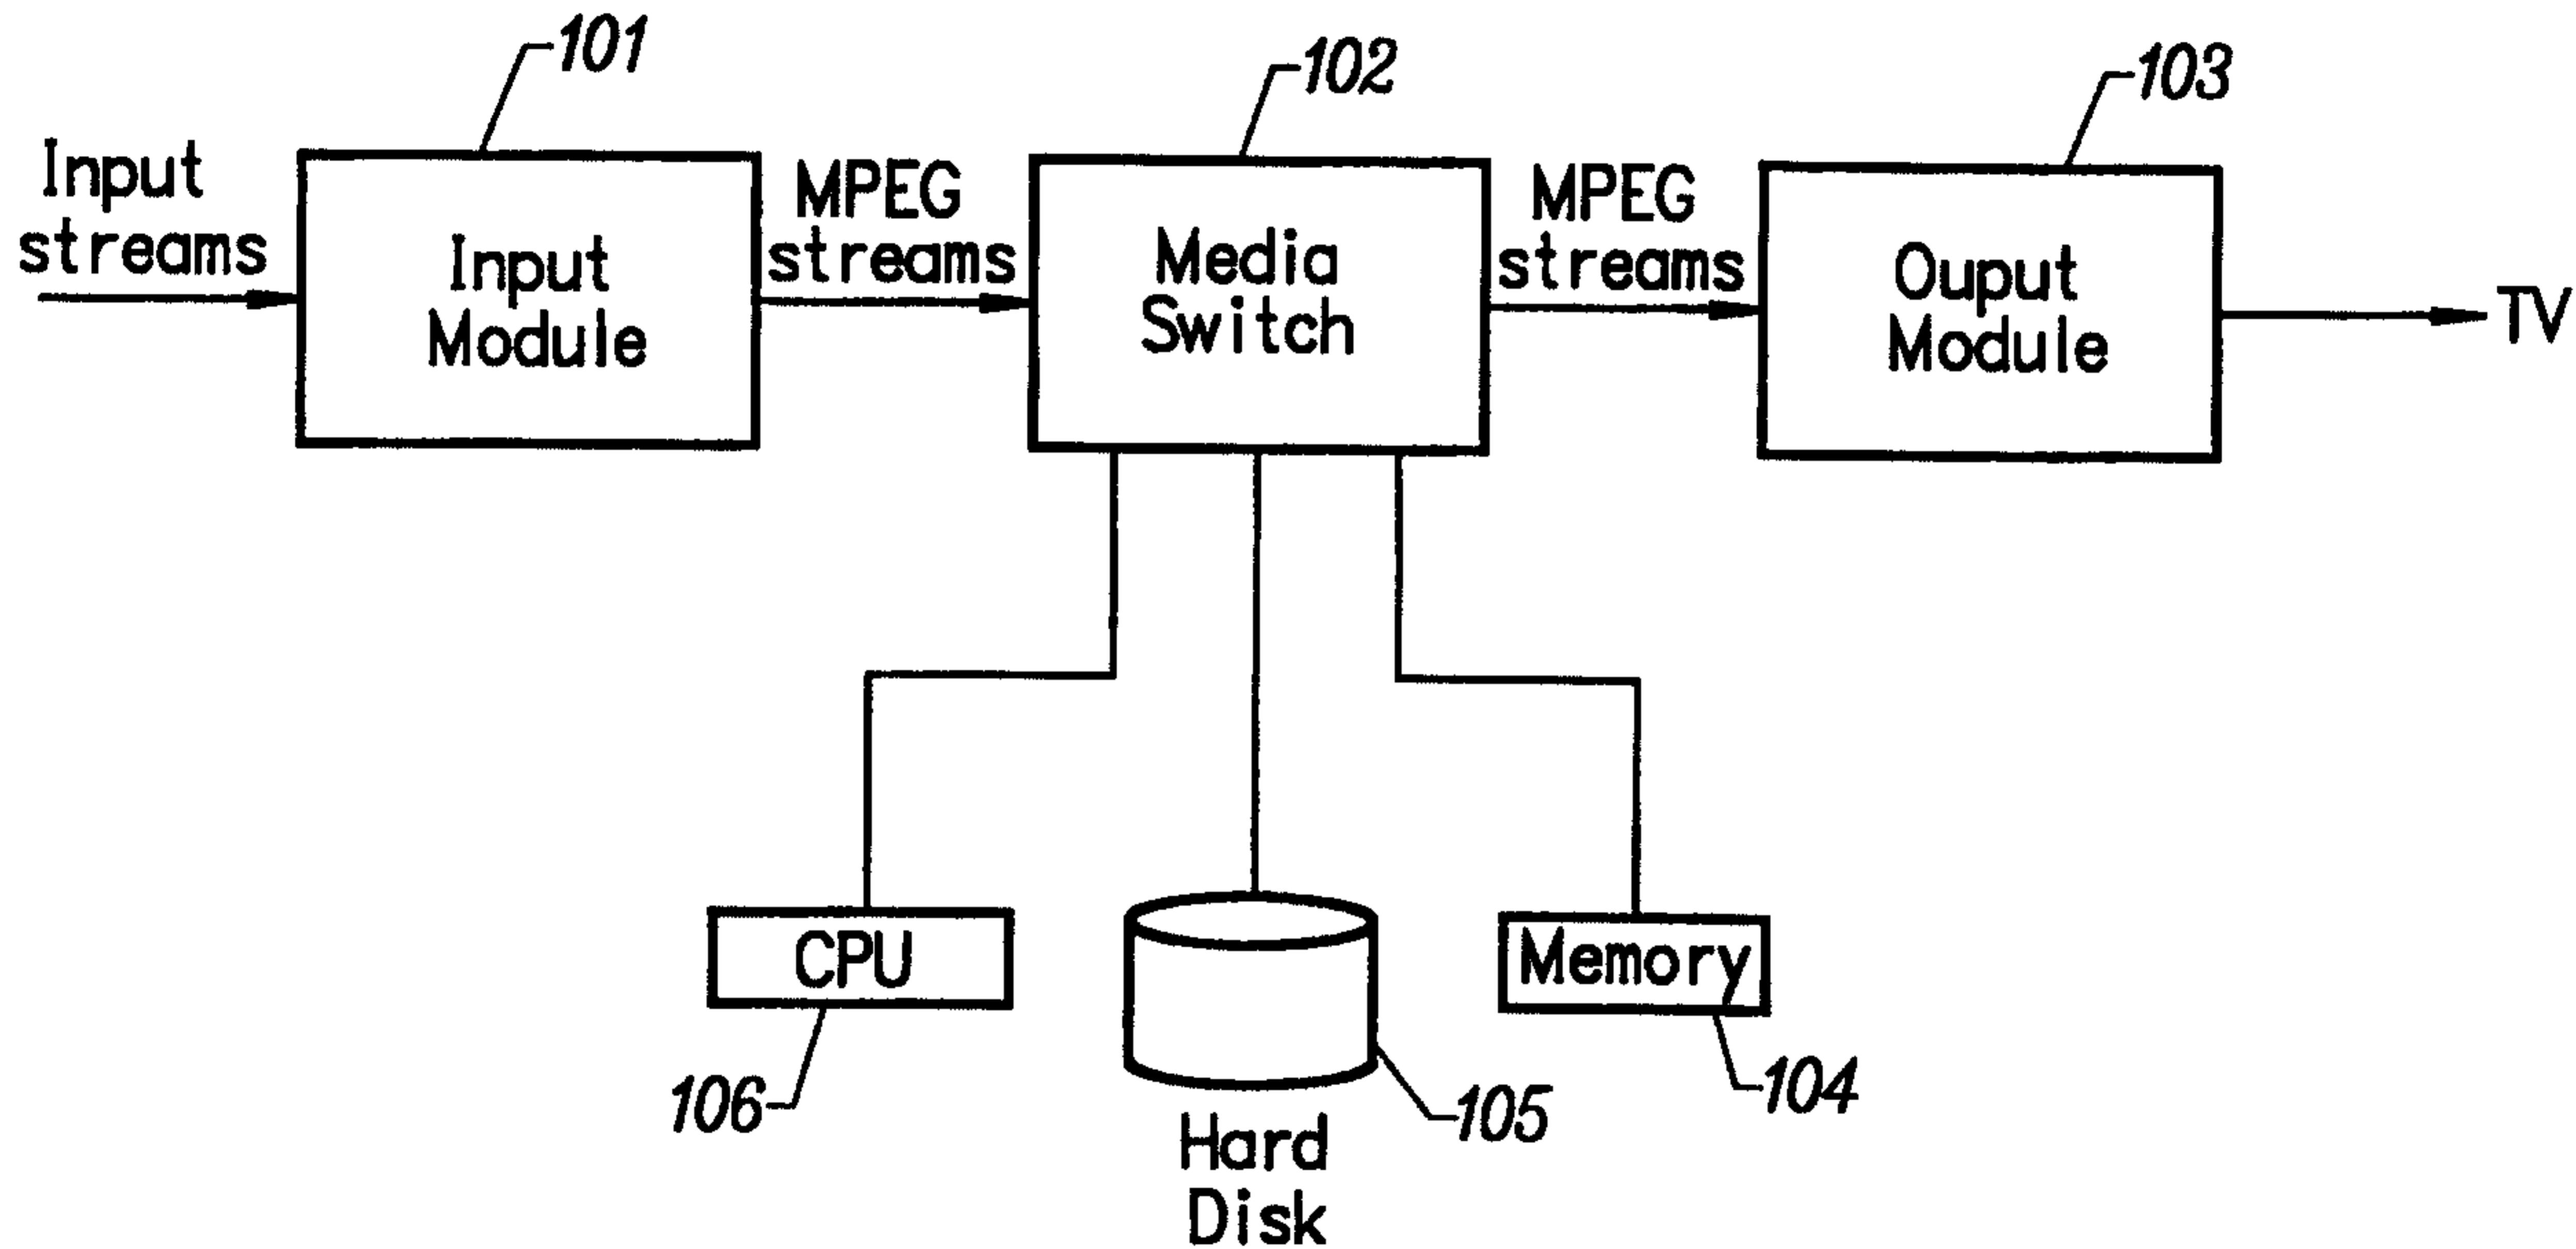 101
102
103
Input
streams
Input
Module
MPEG
streams
Media
Switch
MPEG
streams
Ouput
Module
TV
CPU
Memory
106
105
104
Hard
Disk